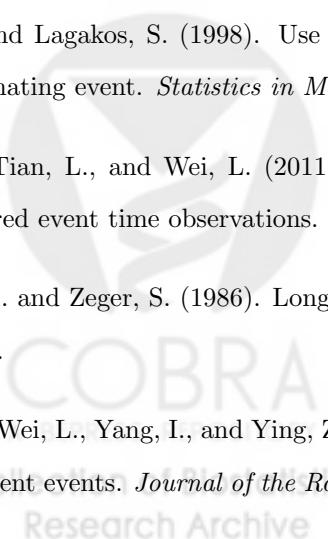 nd Lagakos, S. (1998). Use
nating event. Statistics in M
Tian, L., and Wei, L. (2011
red event time observations.
. and Zeger, S. (1986). Long
.
Wei, L., Yang, I., and Ying, Z
ent events. Journal of the Ro
COBRA
Research Archive